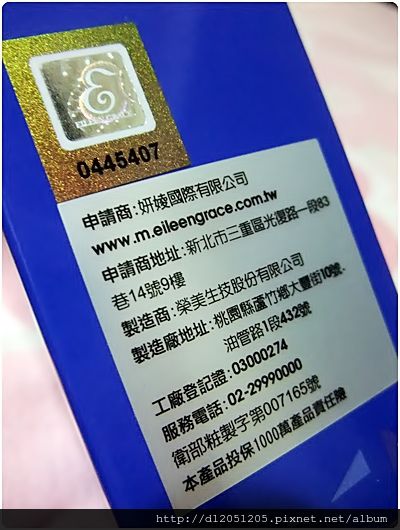 EILEEN GRACE
0445407
申請商:妍婈國際有限公司
www.m.eileengrace.com.tw
申請商地址:新北市三重區光復路一段83
巷14號9樓
製造商:榮美生技股份有限公司
製造廠地址:桃園縣蘆竹鄉大豐街10號.
油管路1段432號
工廠登記證:03000274
服務電話:02-29990000
衛部粧製字第007165號
本產品投保1000萬產品責任險
http://d12051205.pixnet.net/album